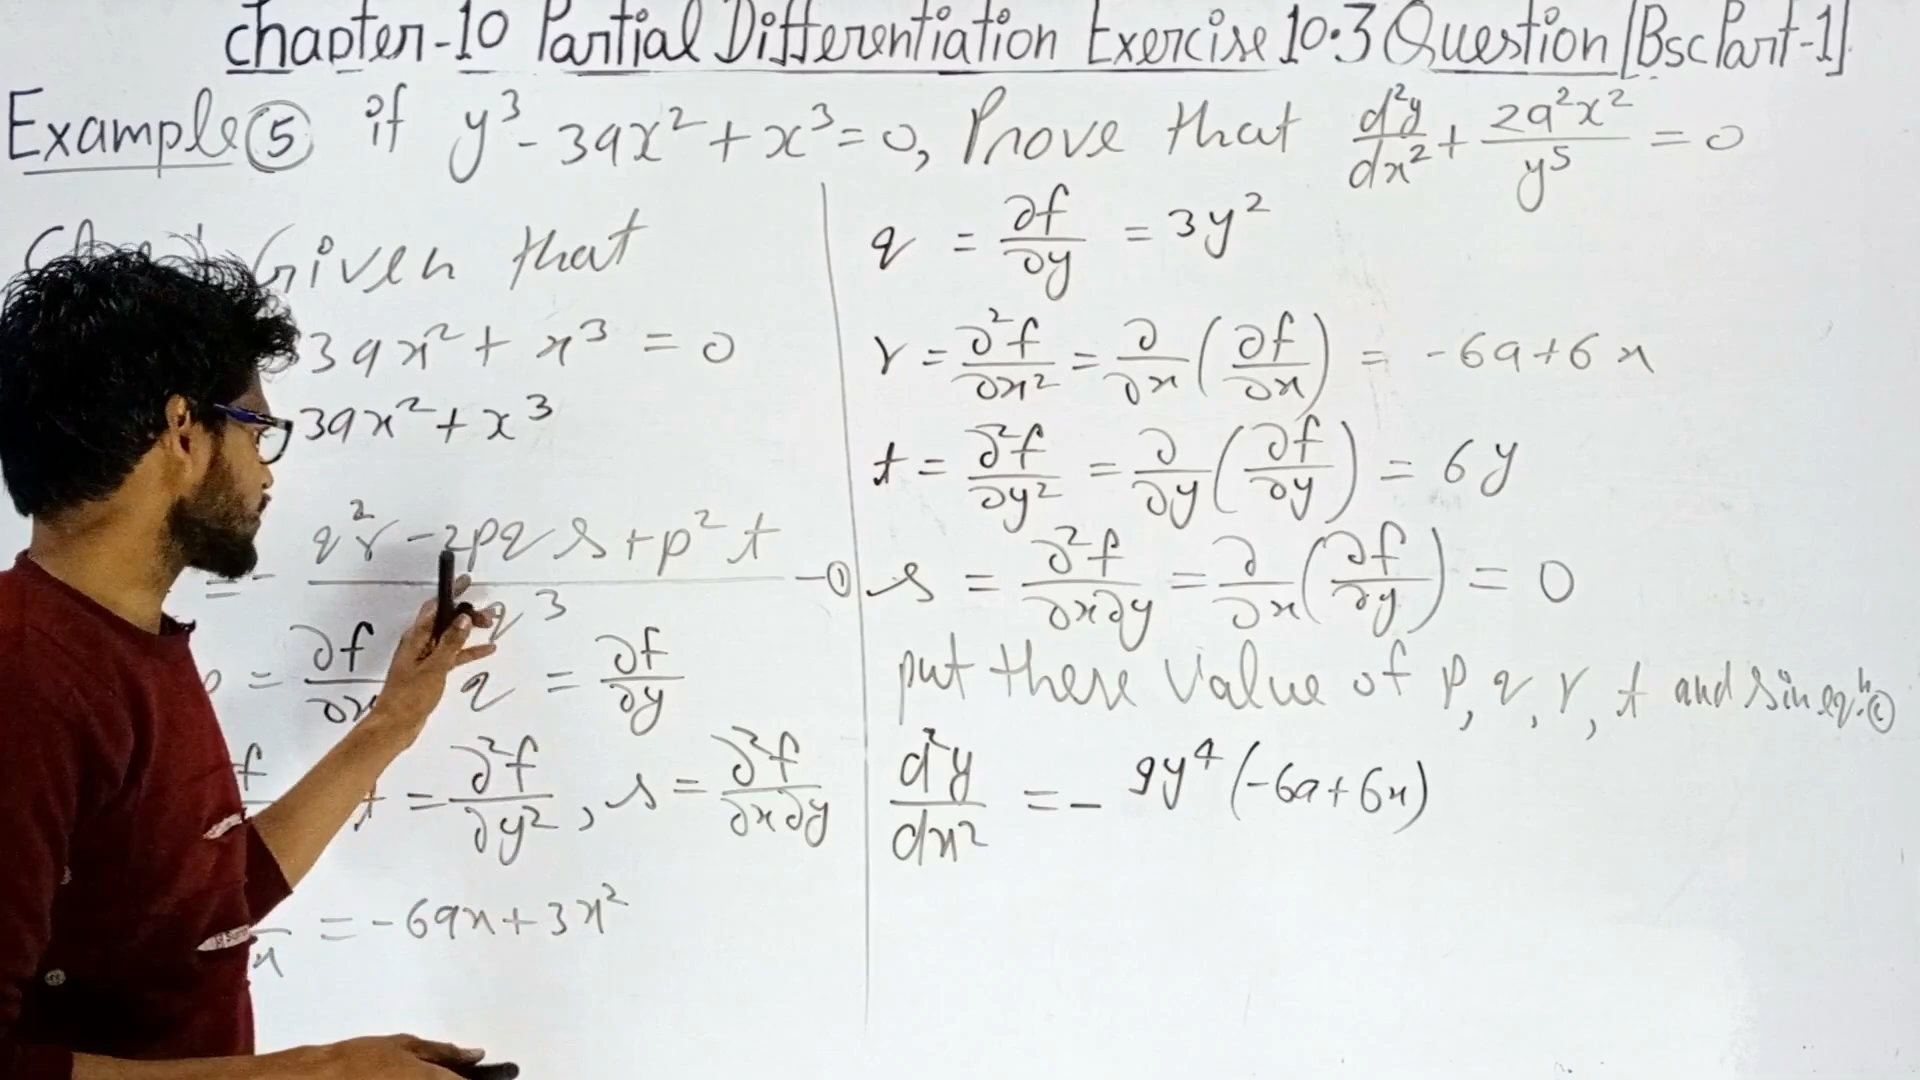 Chapter-10 Partial Differentiation Exercise 10.3 Question [Bsc Part-1]
Example ⑤ if y³ - 3ax² + x³ = 0, Prove that d²y/dx² + 2a²x²/y⁵ = 0
Given that
3ax² + x³ = 0
3ax² + x³
= - q²r - 2pqs + p²t / q³ -①
p = ∂f/∂x q = ∂f/∂y
f t = ∂²f/∂y², s = ∂²f/∂x∂y
x = -6ax + 3x²
q = ∂f/∂y = 3y²
r = ∂²f/∂x² = ∂/∂x (∂f/∂x) = -6a+6x
t = ∂²f/∂y² = ∂/∂y (∂f/∂y) = 6y
s = ∂²f/∂x∂y = ∂/∂x (∂f/∂y) = 0
put these value of p, q, r, t and s in eqⁿ.①
d²y/dx² = - 9y⁴(-6a+6x)